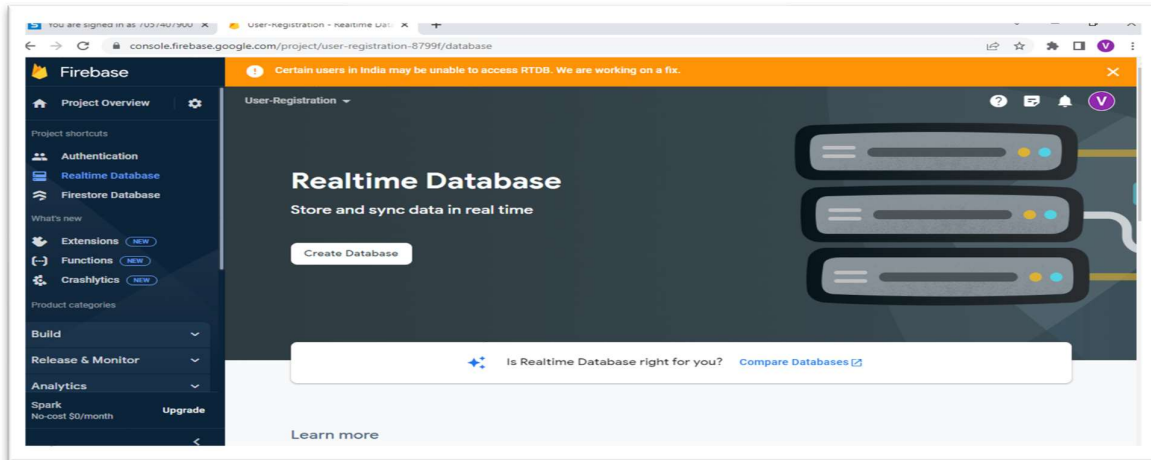 You are signed in as 7057407900
User-Registration - Realtime Dat
console.firebase.google.com/project/user-registration-8799f/database
V
Firebase
Certain users in India may be unable to access RTDB. We are working on a fix.
Project Overview
User-Registration
V
Project shortcuts
Authentication
Realtime Database
Firestore Database
What's new
Extensions NEW
Functions NEW
Crashlytics NEW
Product categories
Build
Release & Monitor
Analytics
Spark
No-cost $0/month
Upgrade
Realtime Database
Store and sync data in real time
Create Database
Is Realtime Database right for you? Compare Databases
Learn more